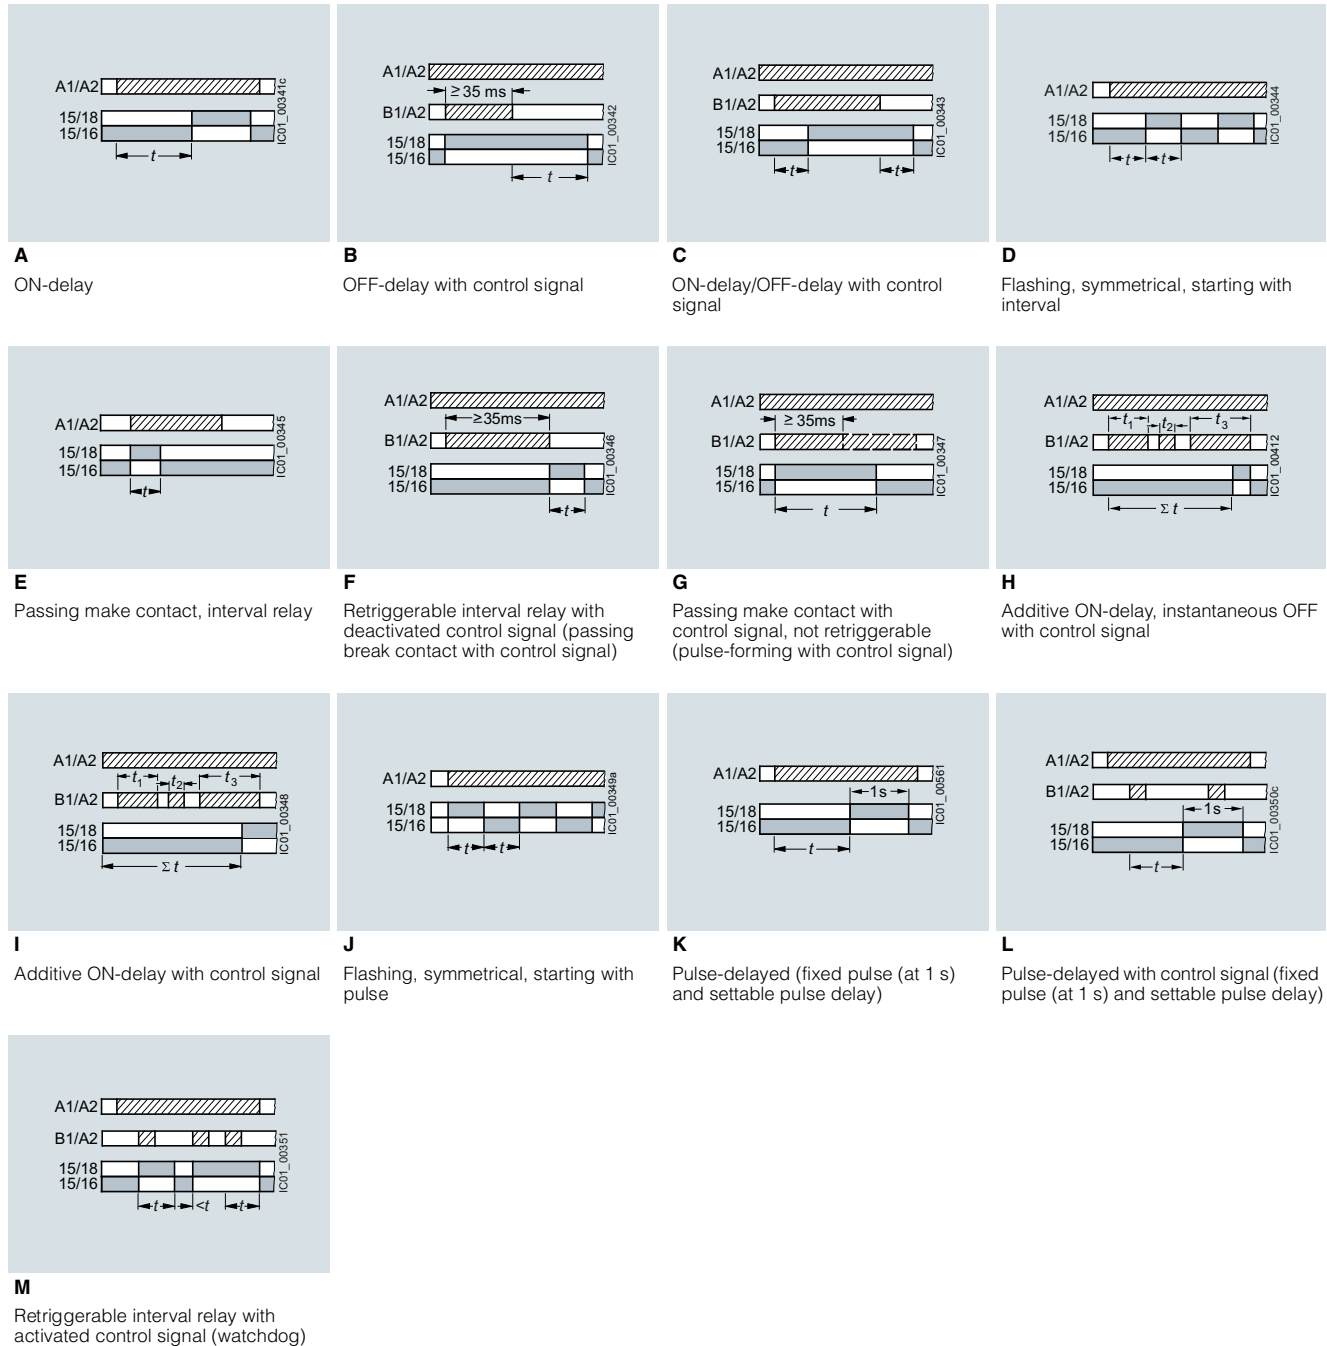 A1/A2
15/18
15/16
t
IC01_00341c
A
ON-delay
A1/A2
≥ 35 ms
B1/A2
15/18
15/16
t
IC01_00342
B
OFF-delay with control signal
A1/A2
B1/A2
15/18
15/16
t t
IC01_00343
C
ON-delay/OFF-delay with control
signal
A1/A2
15/18
15/16
t t
IC01_00344
D
Flashing, symmetrical, starting with
interval
A1/A2
15/18
15/16
t
IC01_00345
E
Passing make contact, interval relay
A1/A2
≥35ms
B1/A2
15/18
15/16
t
IC01_00346
F
Retriggerable interval relay with
deactivated control signal (passing
break contact with control signal)
A1/A2
≥ 35ms
B1/A2
15/18
15/16
t
IC01_00347
G
Passing make contact with
control signal, not retriggerable
(pulse-forming with control signal)
A1/A2
t1 t2 t3
B1/A2
15/18
15/16
Σ t
IC01_00412
H
Additive ON-delay, instantaneous OFF
with control signal
A1/A2
t1 t2 t3
B1/A2
15/18
15/16
Σ t
IC01_00348
I
Additive ON-delay with control signal
A1/A2
15/18
15/16
t t
IC01_00349a
J
Flashing, symmetrical, starting with
pulse
A1/A2
1s
15/18
15/16
t
IC01_00561
K
Pulse-delayed (fixed pulse (at 1 s)
and settable pulse delay)
A1/A2
B1/A2
1s
15/18
15/16
t
IC01_00350c
L
Pulse-delayed with control signal (fixed
pulse (at 1 s) and settable pulse delay)
A1/A2
B1/A2
15/18
15/16
t <t t
IC01_00351
M
Retriggerable interval relay with
activated control signal (watchdog)